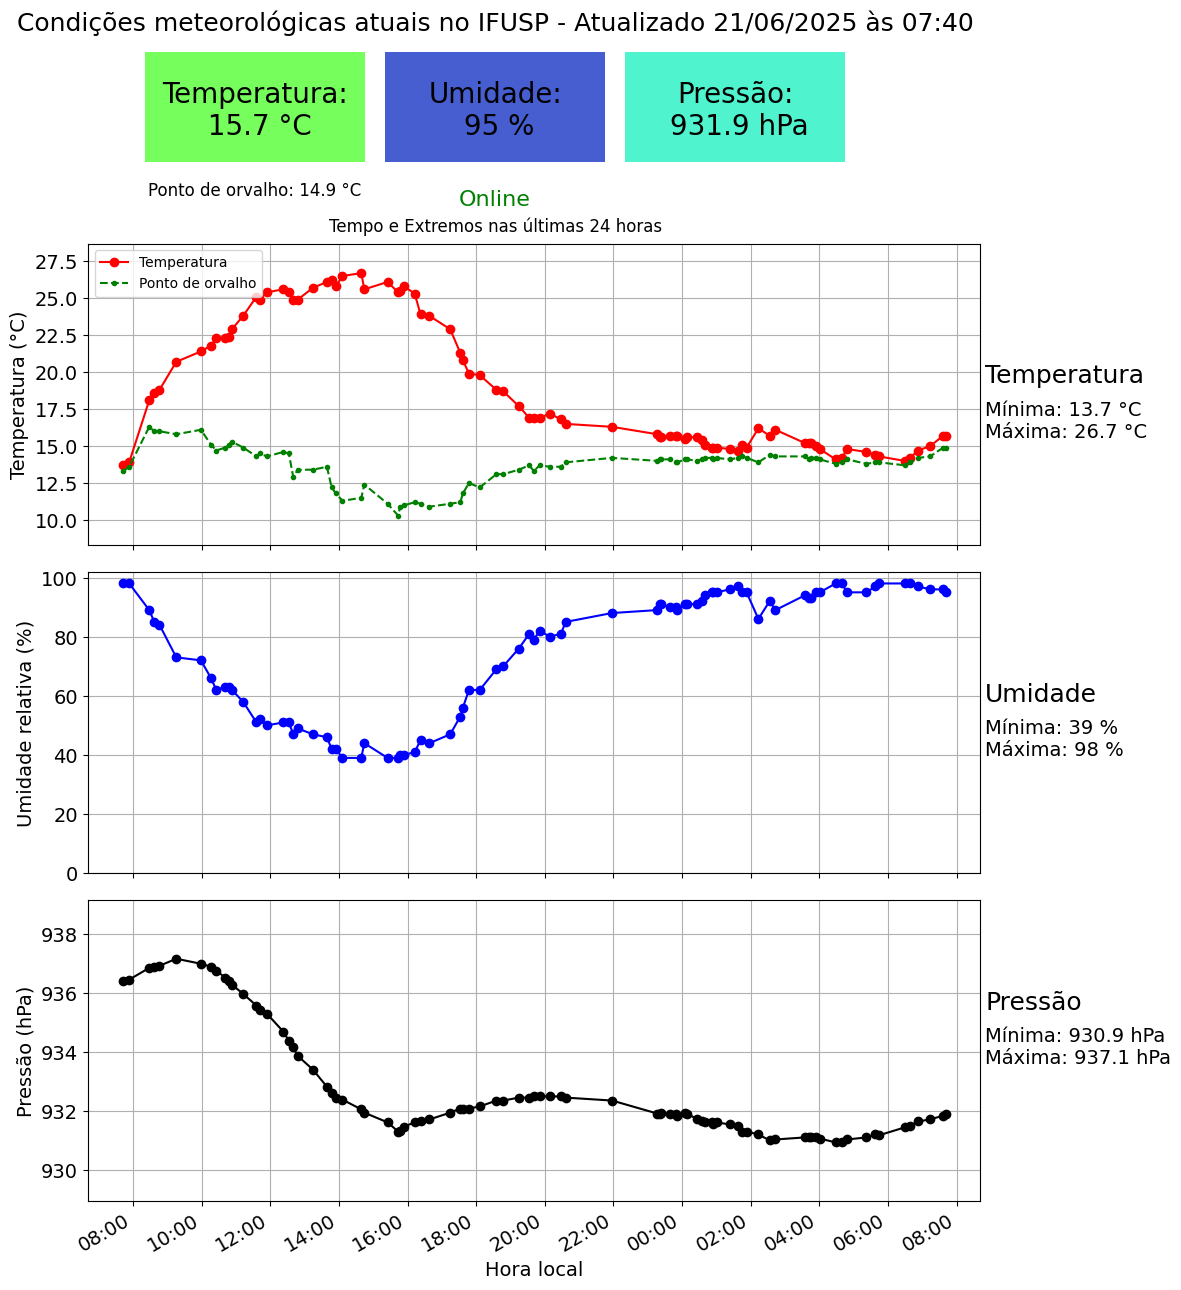 Condições meteorológicas atuais no IFUSP - Atualizado 21/06/2025 às 07:40
Temperatura:
15.7 °C
Umidade:
95 %
Pressão:
931.9 hPa
Ponto de orvalho: 14.9 °C
Online
Tempo e Extremos nas últimas 24 horas
Temperatura
Ponto de orvalho
Temperatura (°C)
27.5
25.0
22.5
20.0
17.5
15.0
12.5
10.0
Temperatura
Mínima: 13.7 °C
Máxima: 26.7 °C
Umidade relativa (%)
100
80
60
40
20
0
Umidade
Mínima: 39 %
Máxima: 98 %
Pressão (hPa)
938
936
934
932
930
Pressão
Mínima: 930.9 hPa
Máxima: 937.1 hPa
08:00
10:00
12:00
14:00
16:00
18:00
20:00
22:00
00:00
02:00
04:00
06:00
08:00
Hora local